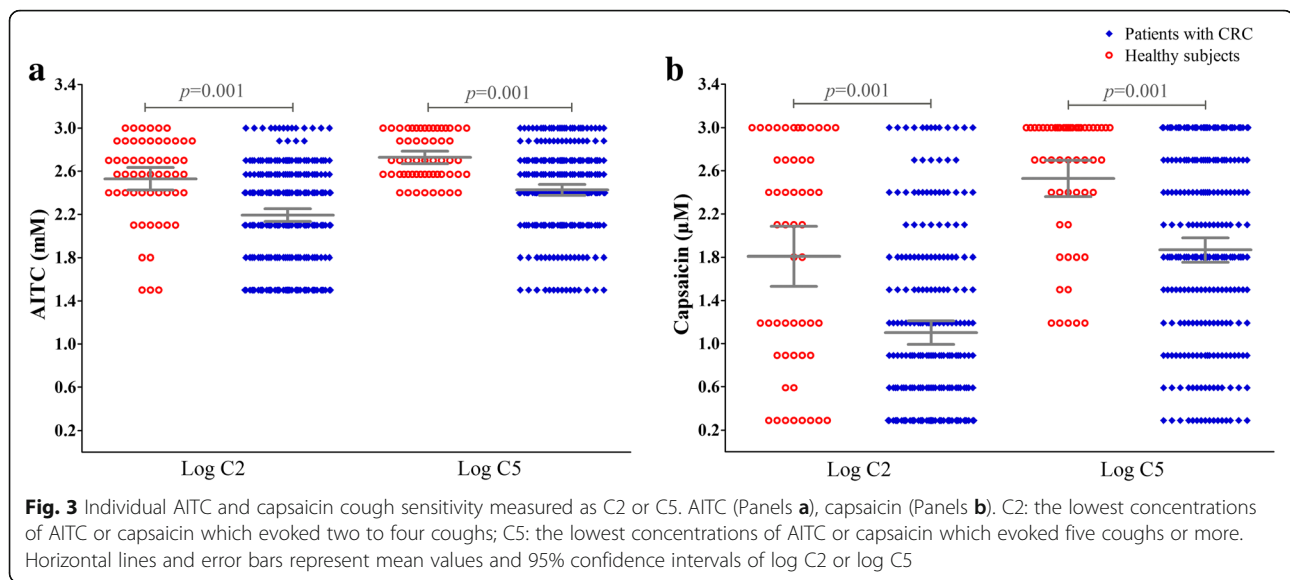 Patients with CRC
Healthy subjects
a
b
p=0.001
p=0.001
p=0.001
p=0.001
AITC (mM)
3.4
3.0
2.6
2.2
1.8
1.4
1.0
0.6
0.2
Log C2
Log C5
Capsaicin (µM)
3.4
3.0
2.6
2.2
1.8
1.4
1.0
0.6
0.2
Log C2
Log C5
Fig. 3 Individual AITC and capsaicin cough sensitivity measured as C2 or C5. AITC (Panels a), capsaicin (Panels b). C2: the lowest concentrations
of AITC or capsaicin which evoked two to four coughs; C5: the lowest concentrations of AITC or capsaicin which evoked five coughs or more.
Horizontal lines and error bars represent mean values and 95% confidence intervals of log C2 or log C5